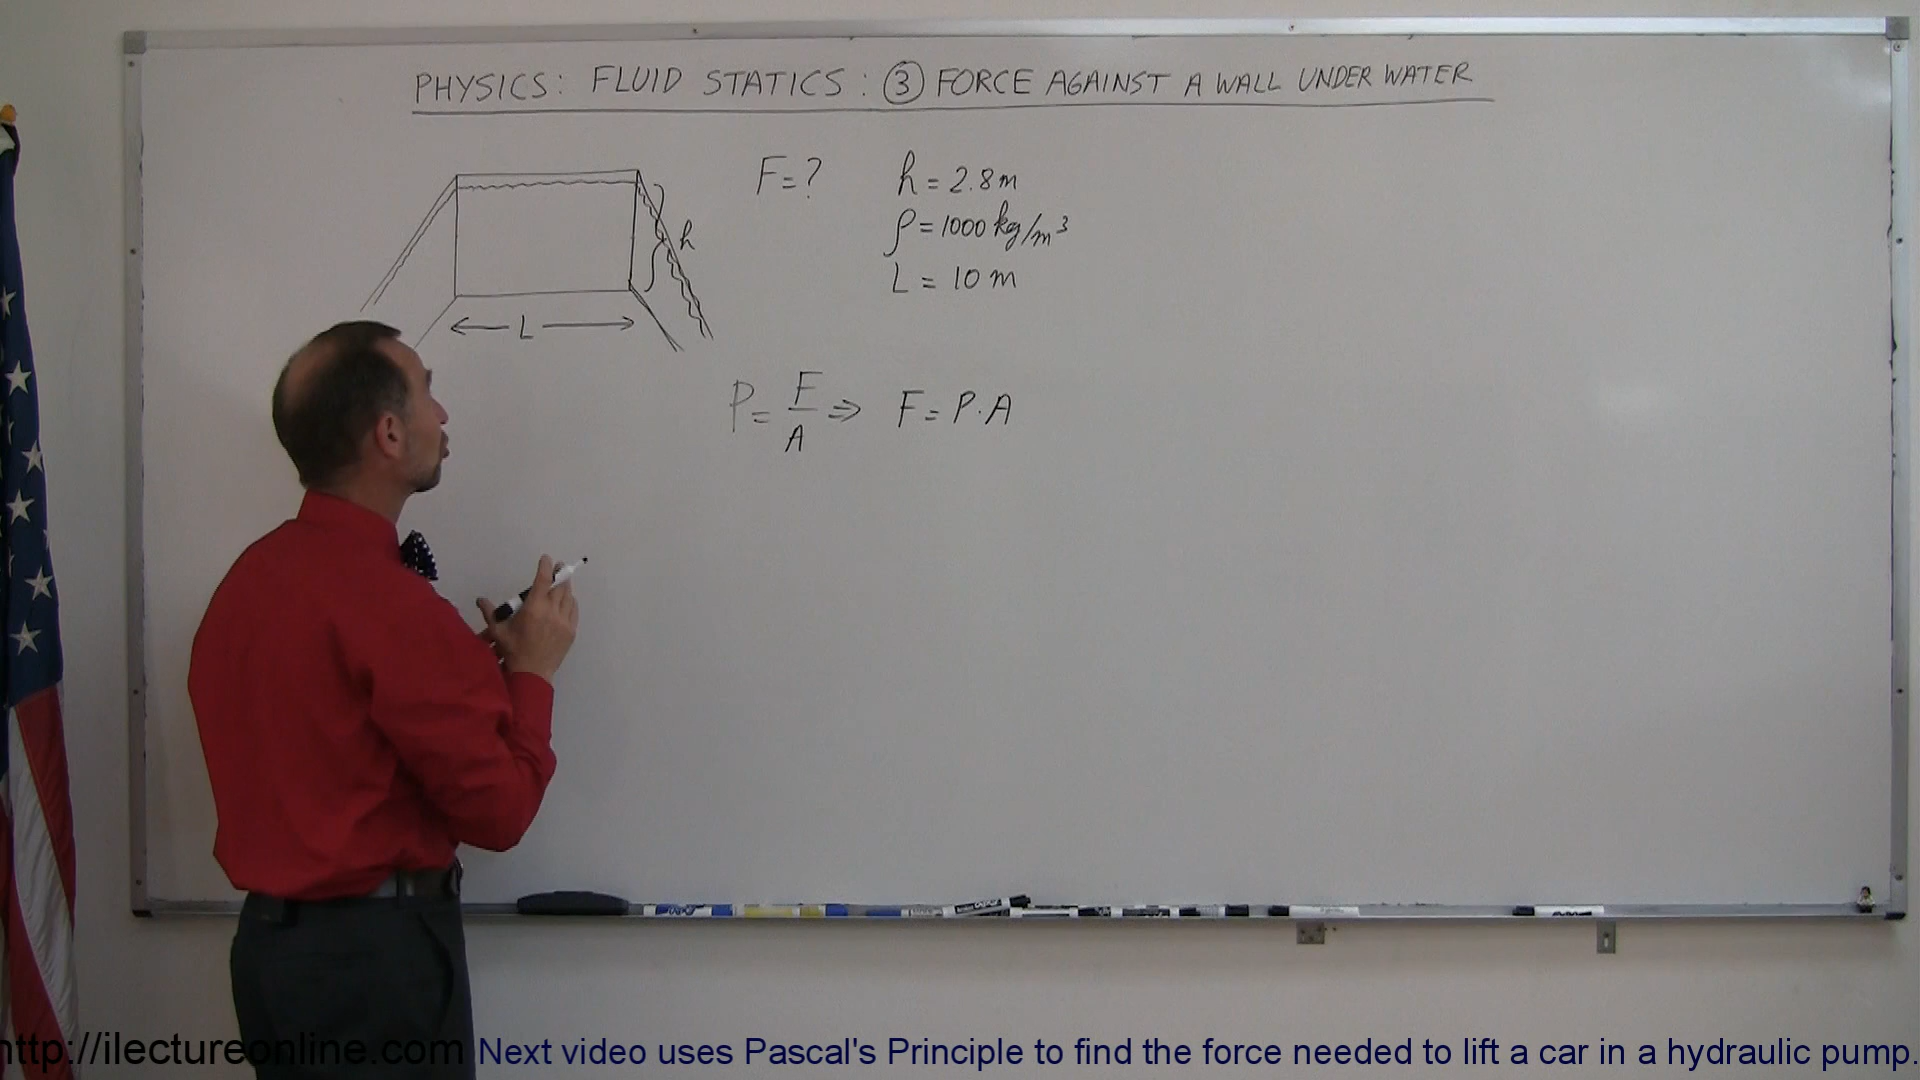 PHYSICS: FLUID STATICS: ③ FORCE AGAINST A WALL UNDER WATER
F = ?
h = 2.8 m
ρ = 1000 kg/m³
L = 10 m
h
L
P = F/A ⇒ F = P·A
http://ilectureonline.com Next video uses Pascal's Principle to find the force needed to lift a car in a hydraulic pump.